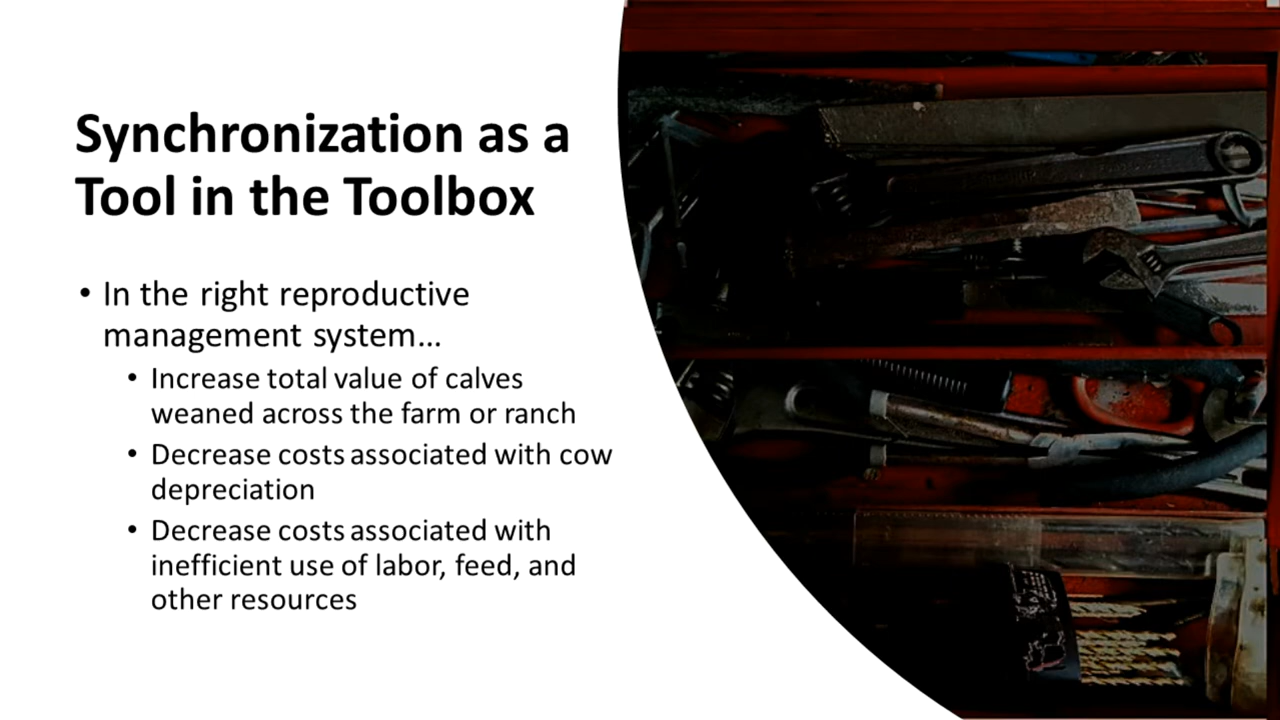 Synchronization as a
Tool in the Toolbox
• In the right reproductive
management system…
• Increase total value of calves
weaned across the farm or ranch
• Decrease costs associated with cow
depreciation
• Decrease costs associated with
inefficient use of labor, feed, and
other resources